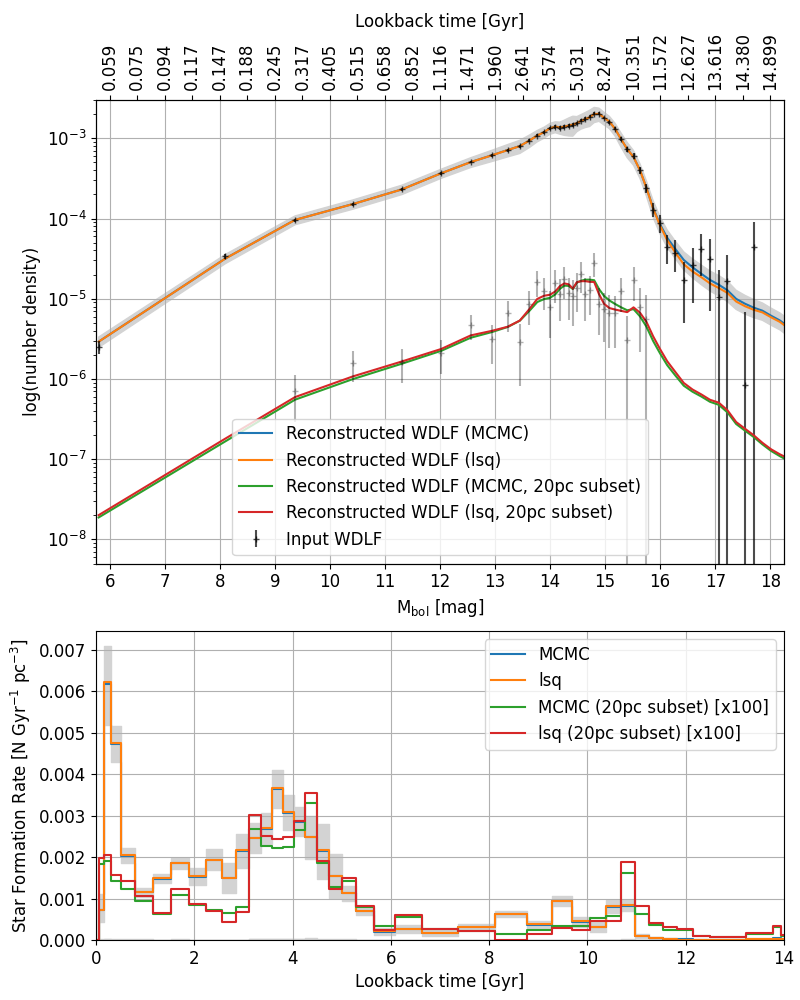 Lookback time [Gyr]
0.059 0.075 0.094 0.117 0.147 0.188 0.245 0.317 0.405 0.515 0.658 0.852 1.116 1.471 1.960 2.641 3.574 5.031 8.247 10.351 11.572 12.627 13.616 14.380 14.899
log(number density)
10⁻³
10⁻⁴
10⁻⁵
10⁻⁶
10⁻⁷
10⁻⁸
Reconstructed WDLF (MCMC)
Reconstructed WDLF (lsq)
Reconstructed WDLF (MCMC, 20pc subset)
Reconstructed WDLF (lsq, 20pc subset)
Input WDLF
6 7 8 9 10 11 12 13 14 15 16 17 18
M_bol [mag]
Star Formation Rate [N Gyr⁻¹ pc⁻³]
0.007
0.006
0.005
0.004
0.003
0.002
0.001
0.000
MCMC
lsq
MCMC (20pc subset) [x100]
lsq (20pc subset) [x100]
0 2 4 6 8 10 12 14
Lookback time [Gyr]